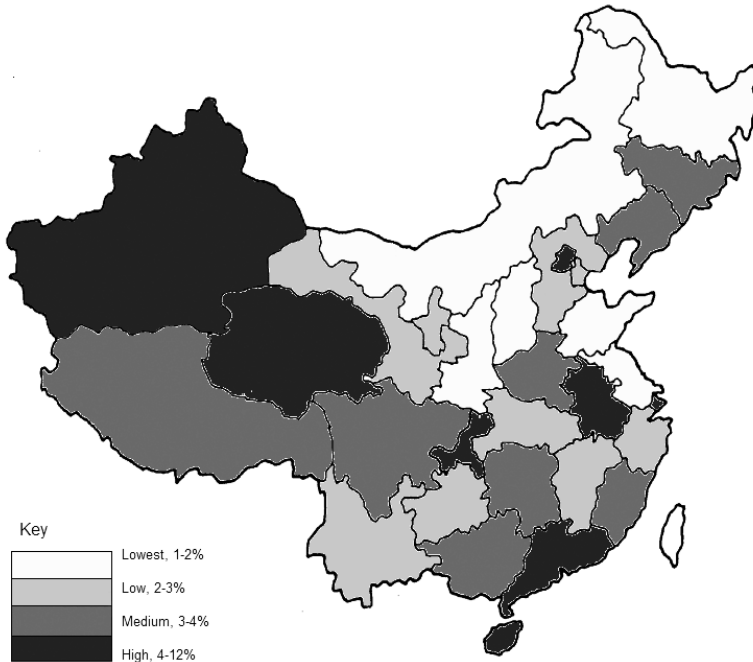 Key
Lowest, 1-2%
Low, 2-3%
Medium, 3-4%
High, 4-12%